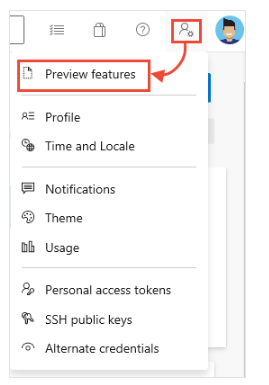 Preview features
Profile
Time and Locale
Notifications
Theme
Usage
Personal access tokens
SSH public keys
Alternate credentials